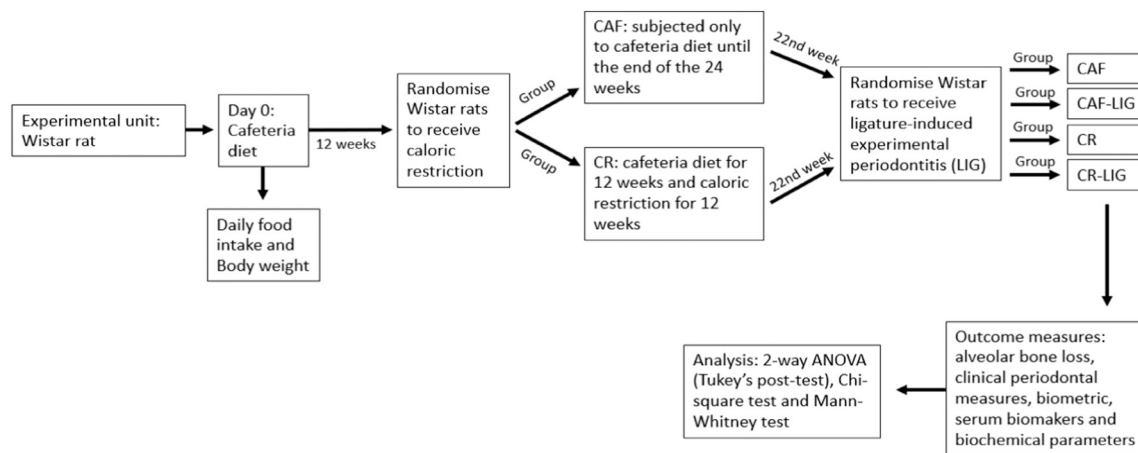 Experimental unit:
Wistar rat
Day 0:
Cafeteria
diet
Daily food
intake and
Body weight
12 weeks
Randomise
Wistar rats
to receive
caloric
restriction
Group
Group
CAF: subjected only
to cafeteria diet until
the end of the 24
weeks
CR: cafeteria diet for
12 weeks and caloric
restriction for 12
weeks
22nd week
22nd week
Randomise Wistar
rats to receive
ligature-induced
experimental
periodontitis (LIG)
Group
CAF
Group
CAF-LIG
Group
CR
Group
CR-LIG
Outcome measures:
alveolar bone loss,
clinical periodontal
measures, biometric,
serum biomakers and
biochemical parameters
Analysis: 2-way ANOVA
(Tukey's post-test), Chi-
square test and Mann-
Whitney test